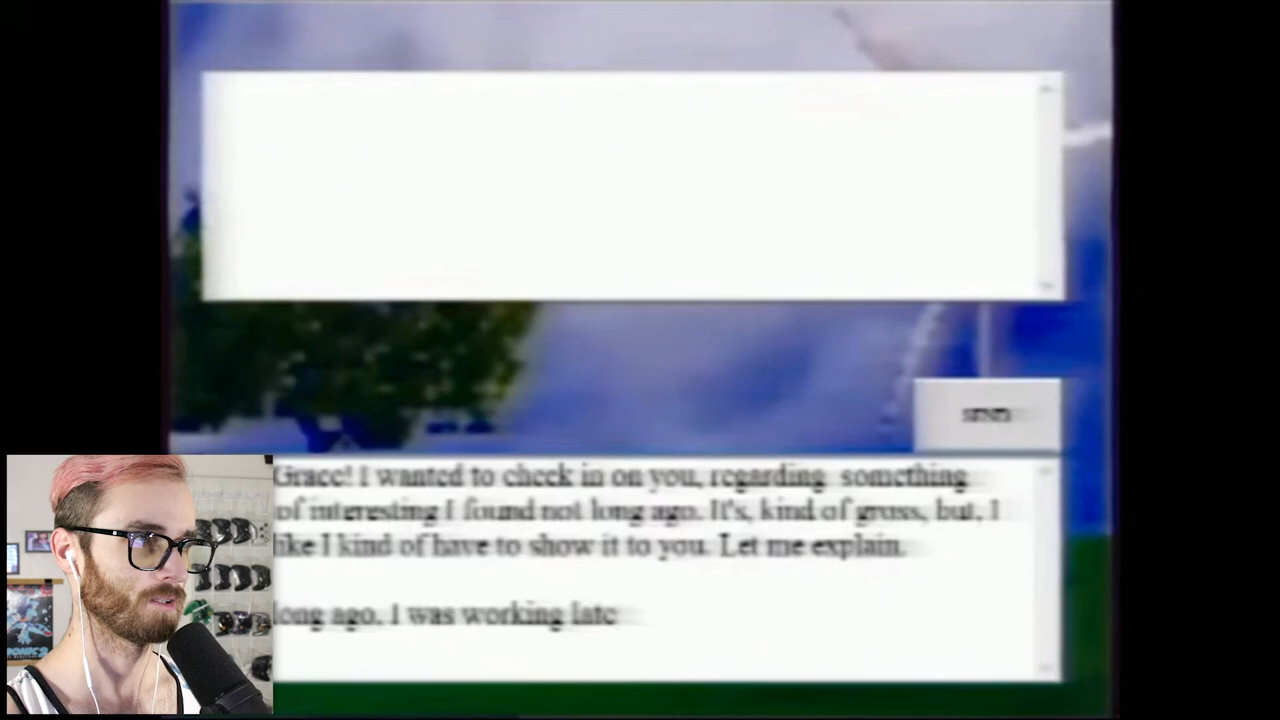 SEND
Grace! I wanted to check in on you, regarding something
of interesting I found not long ago. It's, kind of gross, but, I
like I kind of have to show it to you. Let me explain.
long ago. I was working late